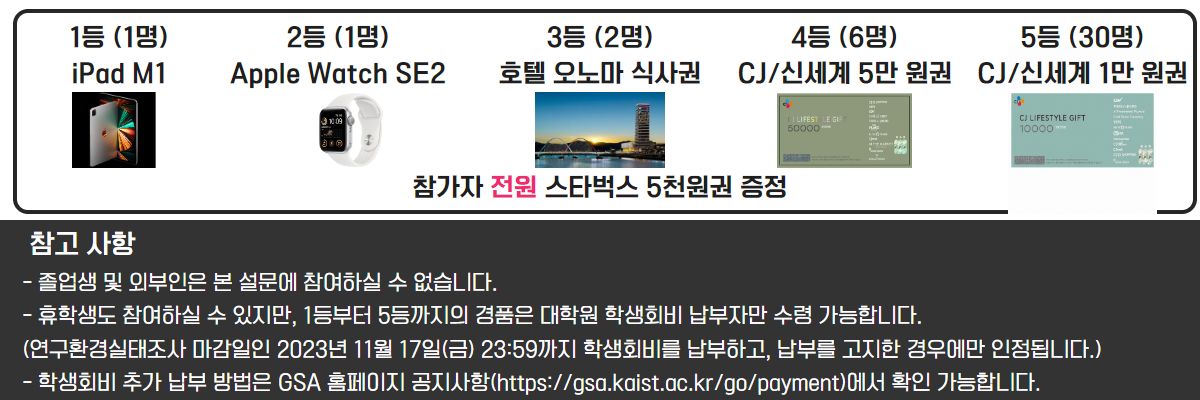 1등 (1명)
2등 (1명)
3등 (2명)
4등 (6명)
5등 (30명)
iPad M1
Apple Watch SE2
호텔 오노마 식사권
CJ/신세계 5만 원권
CJ/신세계 1만 원권
10:09
CJ LIFESTYLE GIFT
50000
CJ LIFESTYLE GIFT
10000
참가자 전원 스타벅스 5천원권 증정
참고 사항
- 졸업생 및 외부인은 본 설문에 참여하실 수 없습니다.
- 휴학생도 참여하실 수 있지만, 1등부터 5등까지의 경품은 대학원 학생회비 납부자만 수령 가능합니다.
(연구환경실태조사 마감일인 2023년 11월 17일(금) 23:59까지 학생회비를 납부하고, 납부를 고지한 경우에만 인정됩니다.)
- 학생회비 추가 납부 방법은 GSA 홈페이지 공지사항(https://gsa.kaist.ac.kr/go/payment)에서 확인 가능합니다.